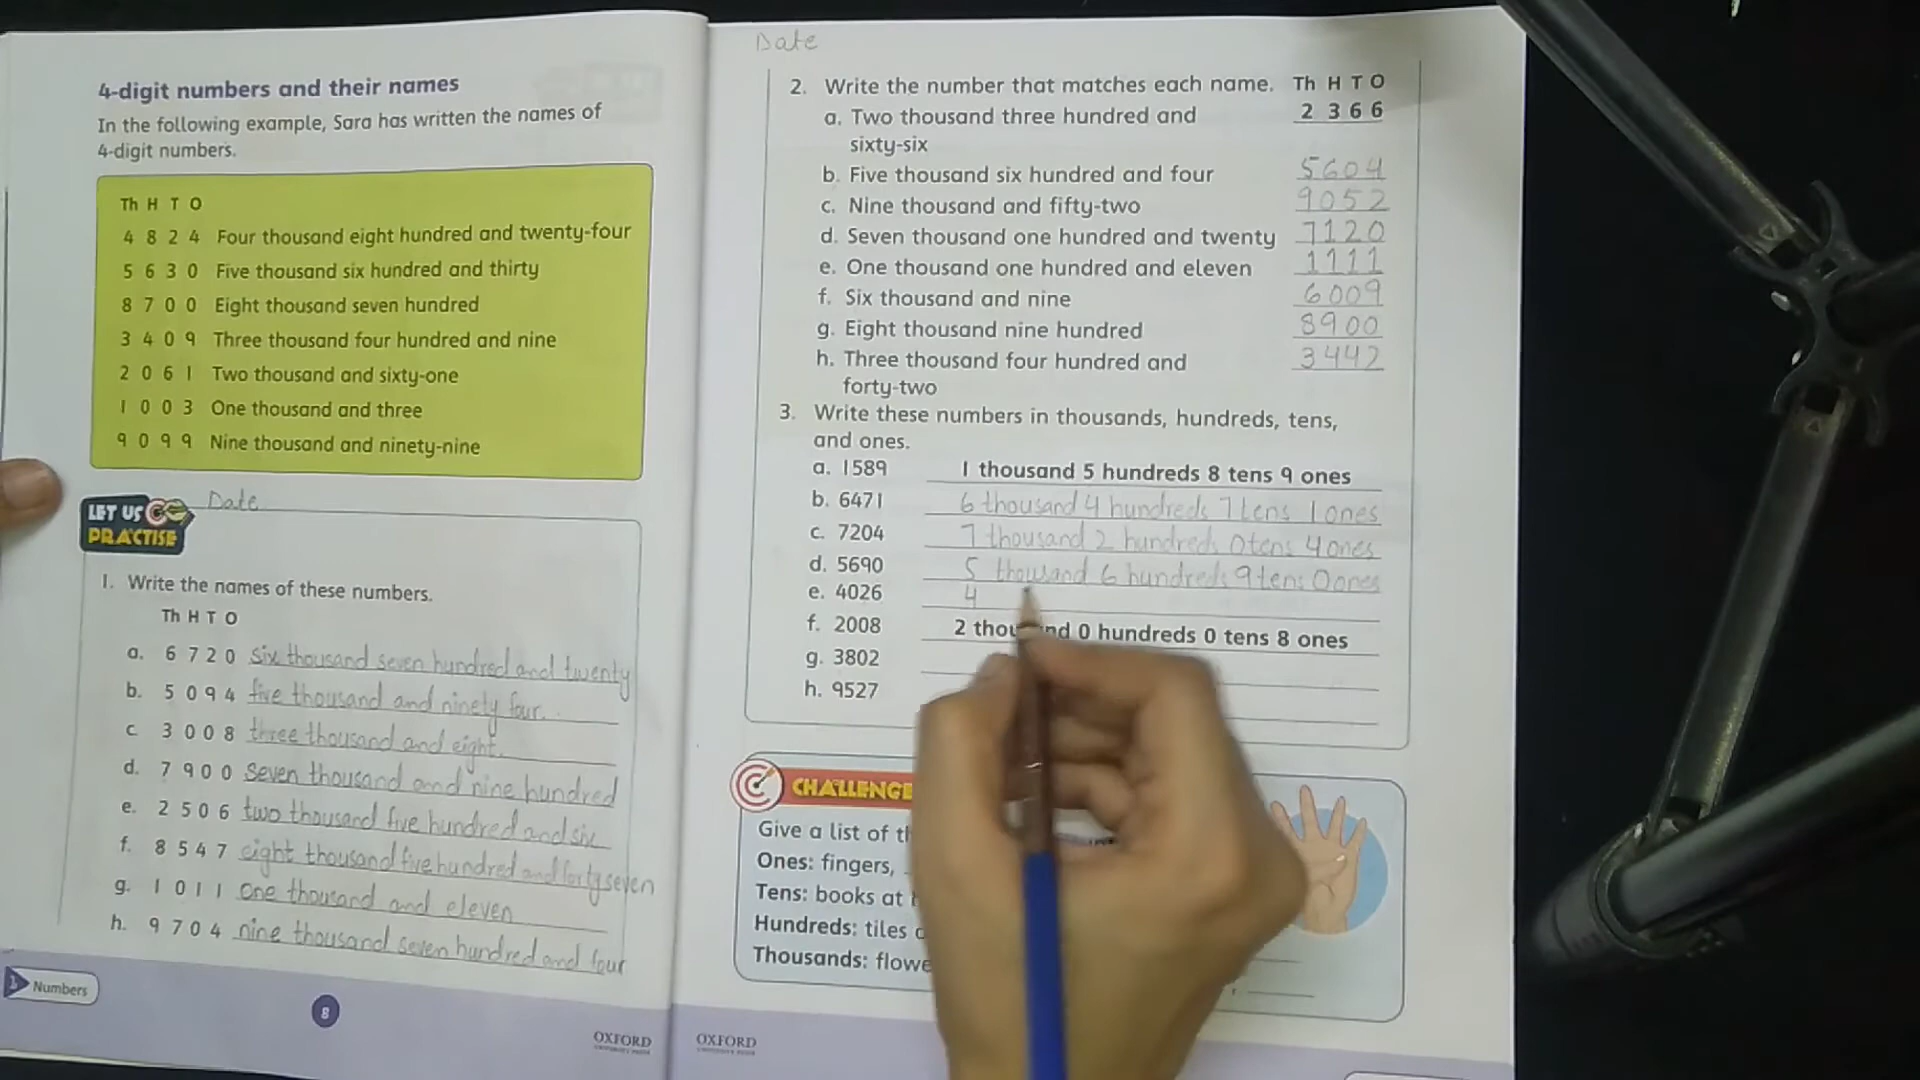 4-digit numbers and their names
In the following example, Sara has written the names of
4-digit numbers.
Th H T O
4 8 2 4 Four thousand eight hundred and twenty-four
5 6 3 0 Five thousand six hundred and thirty
8 7 0 0 Eight thousand seven hundred
3 4 0 9 Three thousand four hundred and nine
2 0 6 1 Two thousand and sixty-one
1 0 0 3 One thousand and three
9 0 9 9 Nine thousand and ninety-nine
LET US
PRACTISE
Date
1. Write the names of these numbers.
Th H T O
a. 6 7 2 0 six thousand seven hundred and twenty
b. 5 0 9 4 five thousand and ninety four.
c. 3 0 0 8 three thousand and eight.
d. 7 9 0 0 seven thousand and nine hundred
e. 2 5 0 6 two thousand five hundred and six
f. 8 5 4 7 eight thousand five hundred and forty seven
g. 1 0 1 1 one thousand and eleven
h. 9 7 0 4 nine thousand seven hundred and four
1 Numbers
8
OXFORD
Date
2. Write the number that matches each name. Th H T O
a. Two thousand three hundred and 2 3 6 6
sixty-six
b. Five thousand six hundred and four 5604
c. Nine thousand and fifty-two 9052
d. Seven thousand one hundred and twenty 7120
e. One thousand one hundred and eleven 1111
f. Six thousand and nine 6009
g. Eight thousand nine hundred 8900
h. Three thousand four hundred and 3442
forty-two
3. Write these numbers in thousands, hundreds, tens,
and ones.
a. 1589 1 thousand 5 hundreds 8 tens 9 ones
b. 6471 6 thousand 4 hundreds 7 tens 1 ones
c. 7204 7 thousand 2 hundreds 0 tens 4 ones
d. 5690 5 thousand 6 hundreds 9 tens 0 ones
e. 4026 4
f. 2008 2 thou nd 0 hundreds 0 tens 8 ones
g. 3802
h. 9527
CHALLENGE
Give a list of
Ones: fingers,
Tens: books at
Hundreds: tiles
Thousands:
OXFORD